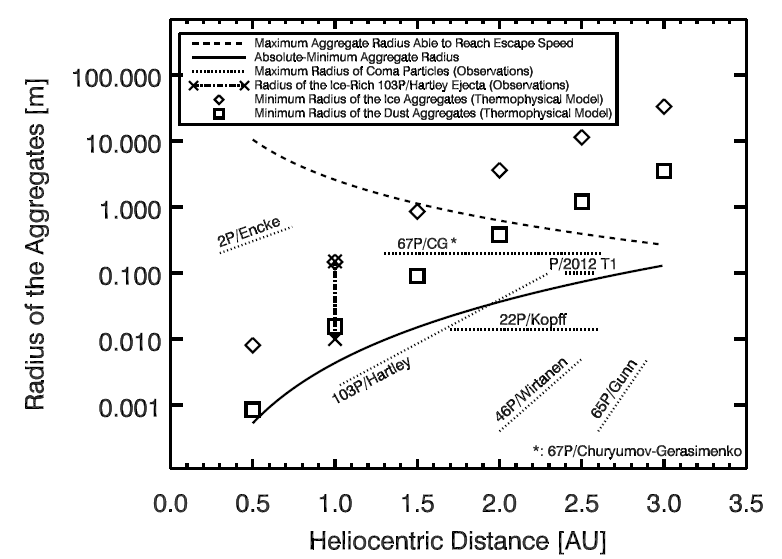 Maximum Aggregate Radius Able to Reach Escape Speed
Absolute-Minimum Aggregate Radius
Maximum Radius of Coma Particles (Observations)
Radius of the Ice-Rich 103P/Hartley Ejecta (Observations)
Minimum Radius of the Ice Aggregates (Thermophysical Model)
Minimum Radius of the Dust Aggregates (Thermophysical Model)
Radius of the Aggregates [m]
100.000
10.000
1.000
0.100
0.010
0.001
2P/Encke
67P/CG*
P/2012 T1
22P/Kopff
103P/Hartley
46P/Wirtanen
65P/Gunn
*: 67P/Churyumov-Gerasimenko
0.0 0.5 1.0 1.5 2.0 2.5 3.0 3.5
Heliocentric Distance [AU]